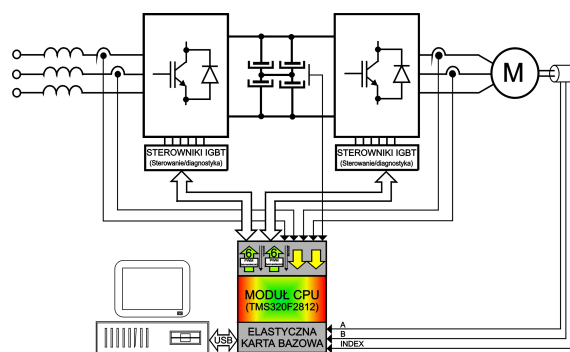 M
STEROWNIKI IGBT
(Sterowanie/diagnostyka)
STEROWNIKI IGBT
(Sterowanie/diagnostyka)
6
PWM
6
PWM
MODUŁ CPU
(TMS320F2812)
ELASTYCZNA
KARTA BAZOWA
USB
A
B
INDEX